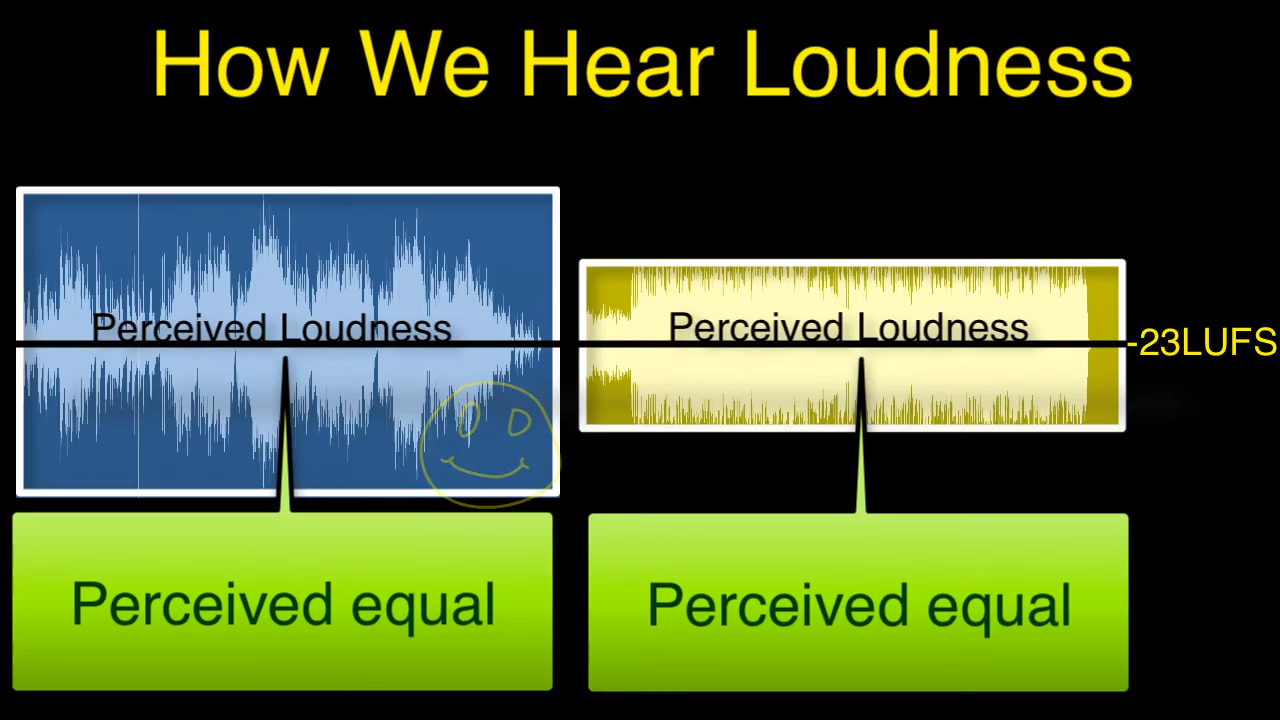 How We Hear Loudness
Perceived Loudness
Perceived Loudness
-23LUFS
Perceived equal
Perceived equal